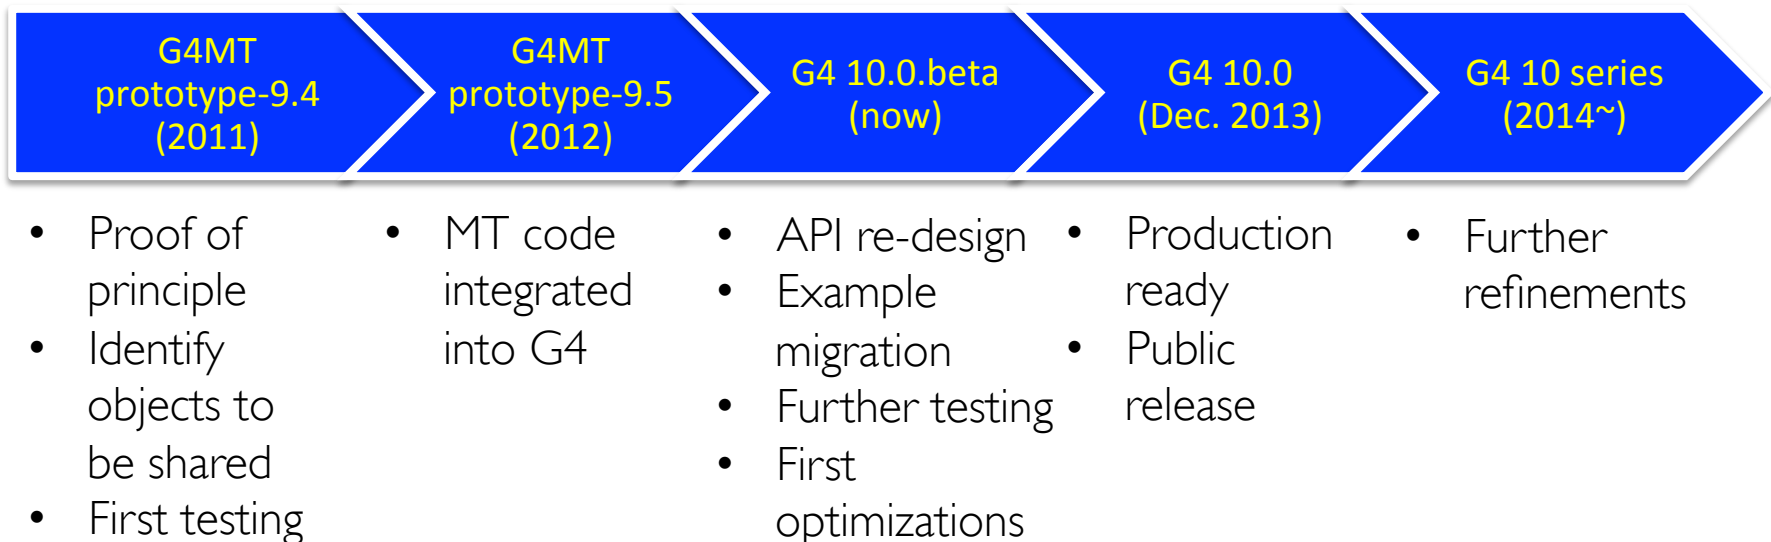 G4MT
prototype-9.4
(2011)
G4MT
prototype-9.5
(2012)
G4 10.0.beta
(now)
G4 10.0
(Dec. 2013)
G4 10 series
(2014~)
• Proof of
principle
• Identify
objects to
be shared
• First testing
• MT code
integrated
into G4
• API re-design
• Example
migration
• Further testing
• First
optimizations
• Production
ready
• Public
release
• Further
refinements